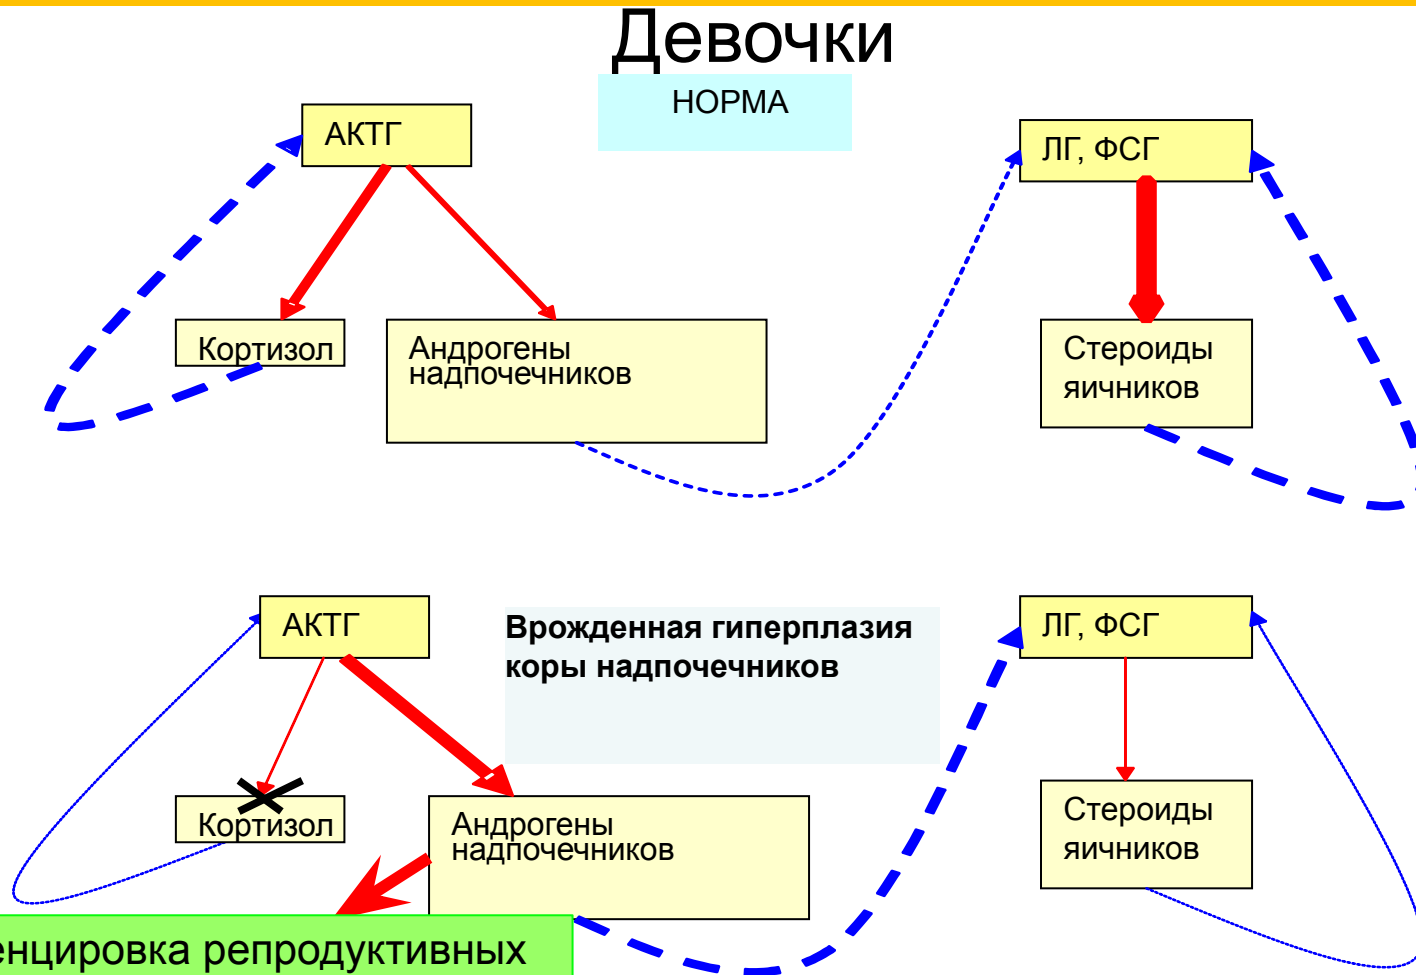 Девочки
НОРМА
АКТГ
ЛГ, ФСГ
Кортизол
Андрогены
надпочечников
Стероиды
яичников
АКТГ
Врожденная гиперплазия
коры надпочечников
ЛГ, ФСГ
Кортизол
Андрогены
надпочечников
Стероиды
яичников
репродуктивных